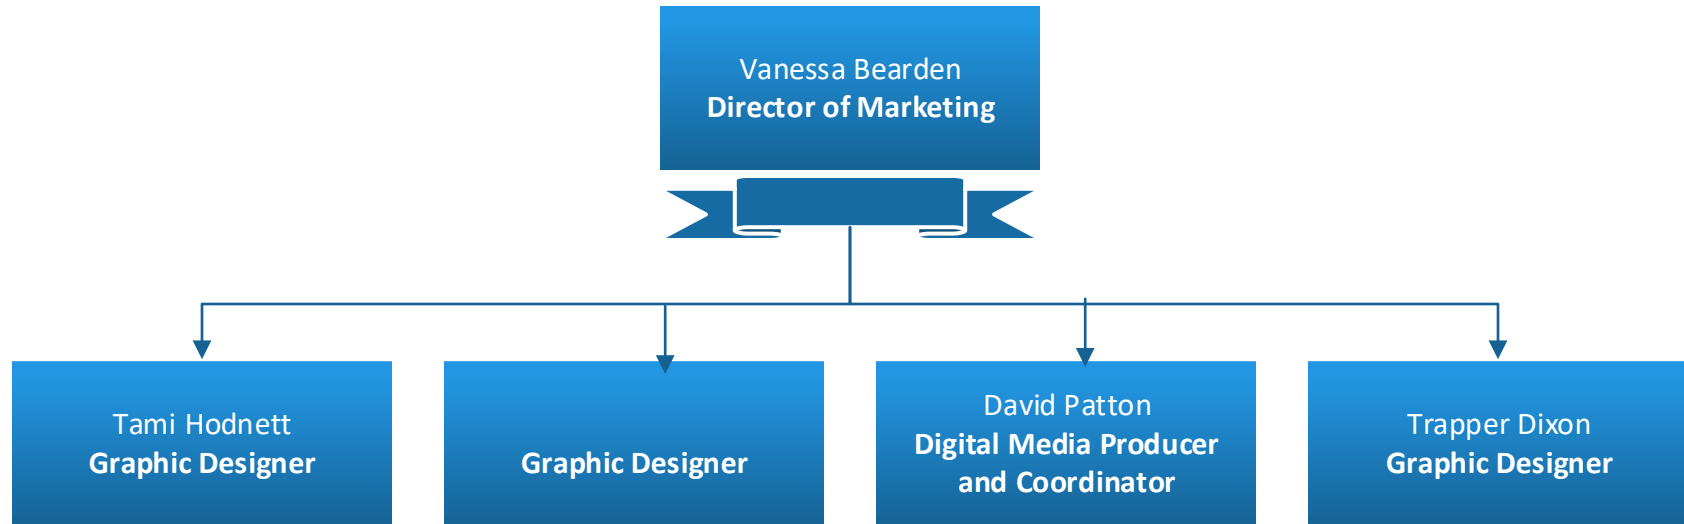 Vanessa Bearden
Director of Marketing
Tami Hodnett
Graphic Designer
Graphic Designer
David Patton
Digital Media Producer
and Coordinator
Trapper Dixon
Graphic Designer